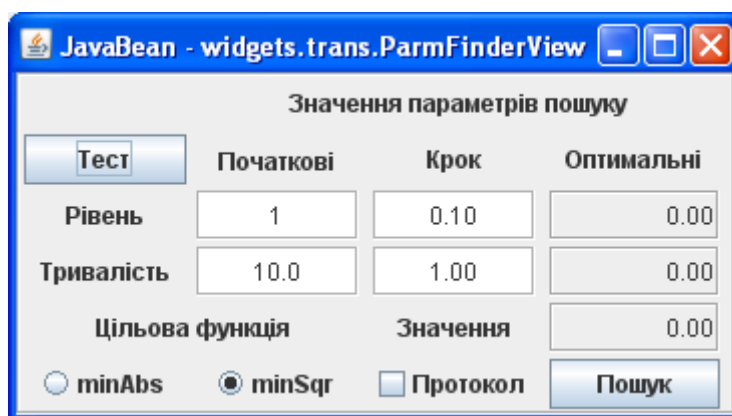 JavaBean - widgets.trans.ParmFinderView
Значення параметрів пошуку
Тест Початкові Крок Оптимальні
Рівень 1 0.10 0.00
Тривалість 10.0 1.00 0.00
Цільова функція Значення 0.00
minAbs minSqr Протокол Пошук